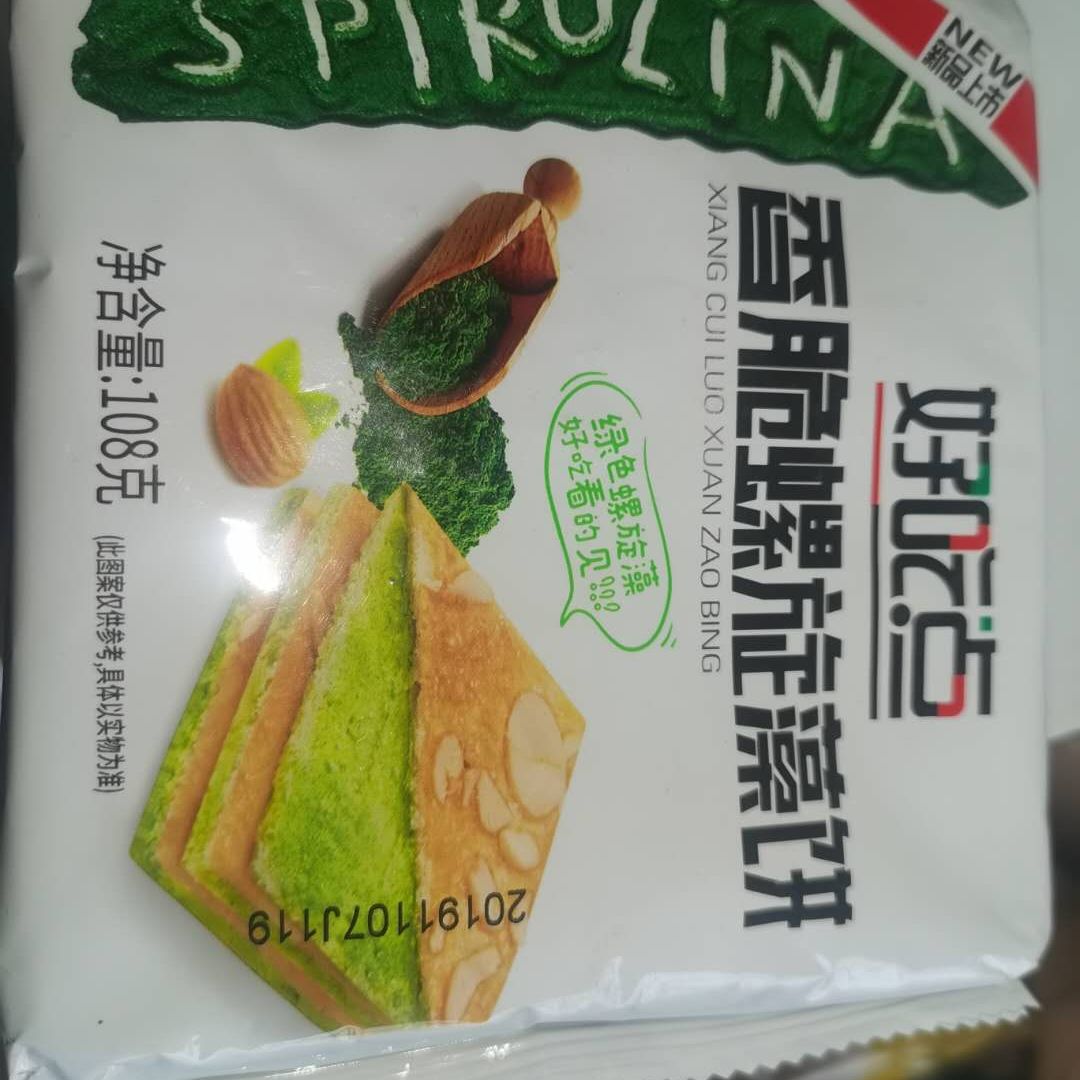 SPIRULINA
NEW
新品上市
好吃点
香脆螺旋藻饼
XIANG CUI LUO XUAN ZAO BING
绿色螺旋藻
好吃看的贝
净含量:108克
(此图案仅供参考,具体以实物为准)
20191107J119